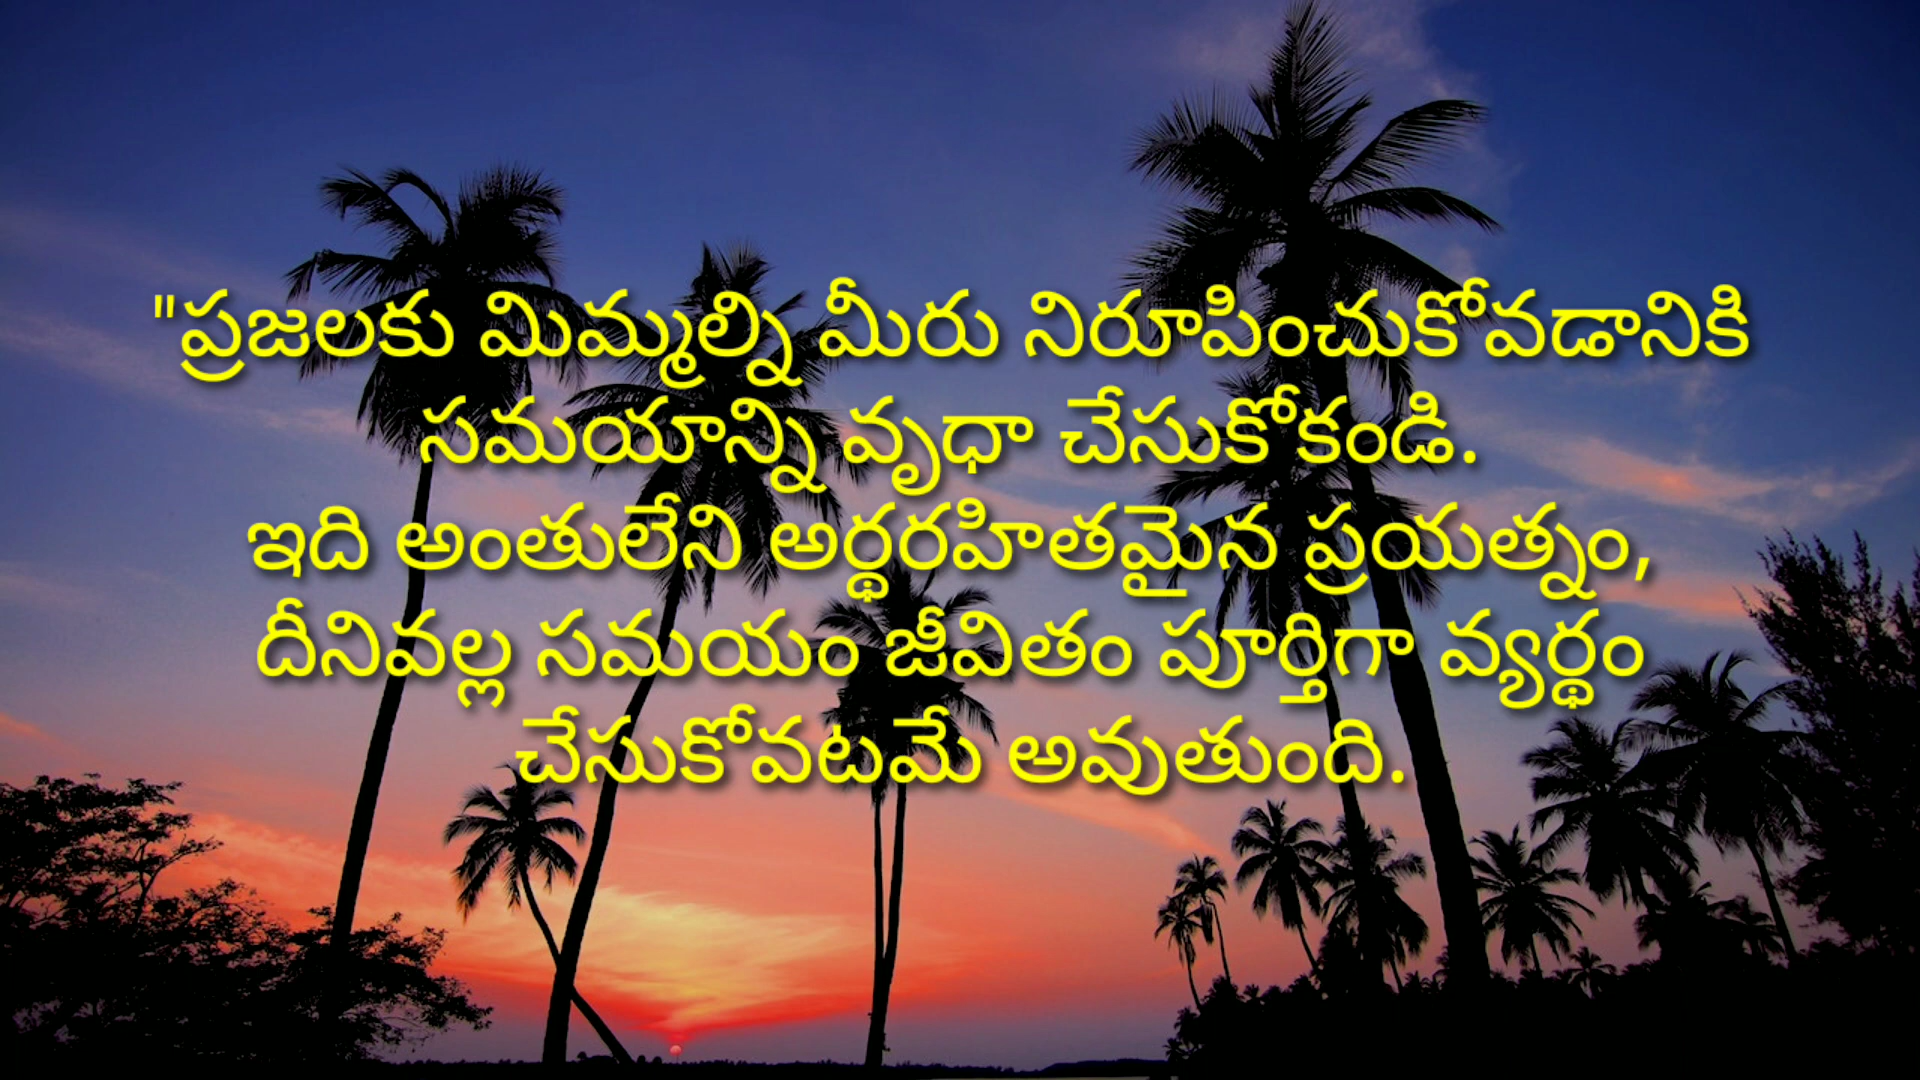 "ప్రజలకు మిమ్మల్ని మీరు నిరూపించుకోవడానికి
సమయాన్ని వృధా చేసుకోకండి.
ఇది అంతులేని అర్థరహితమైన ప్రయత్నం,
దీనివల్ల సమయం జీవితం పూర్తిగా వ్యర్థం
చేసుకోవటమే అవుతుంది.